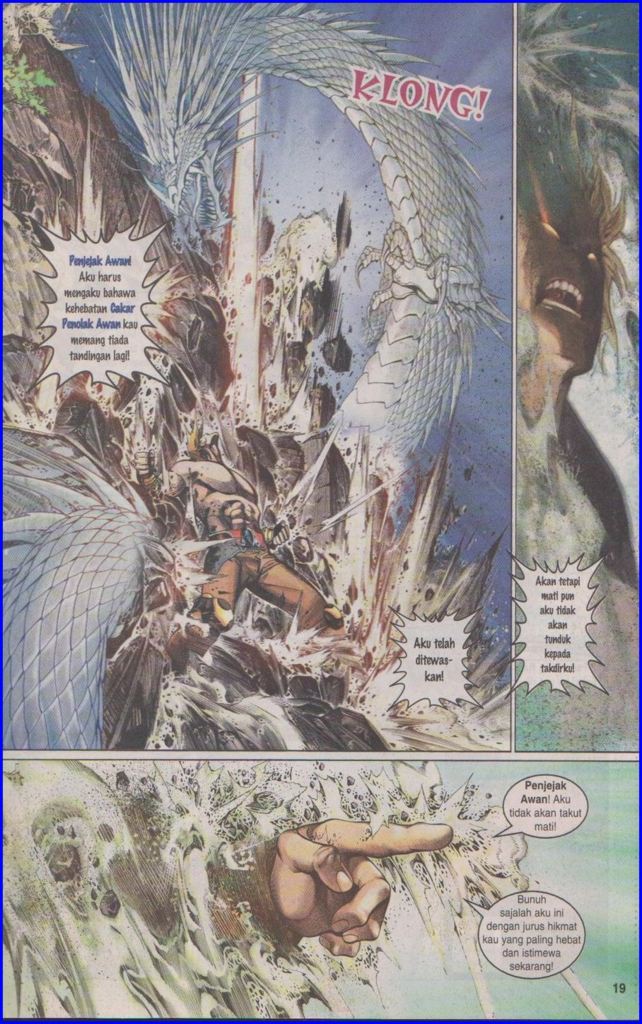 KLONG!
Penjejak Awan!
Aku harus
mengaku bahawa
kehebatan Cakar
Penolak Awan kau
memang tiada
tandingan lagi!
Aku telah
ditewas-
kan!
Akan tetapi
mati pun
aku tidak
akan
tunduk
kepada
takdirku!
Penjejak
Awan! Aku
tidak akan takut
mati!
Bunuh
sajalah aku ini
dengan jurus hikmat
kau yang paling hebat
dan istimewa
sekarang!
19